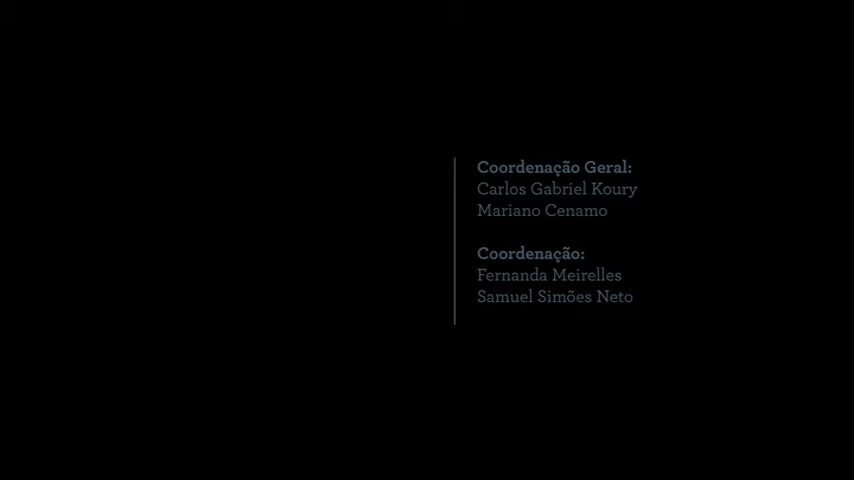 Coordenação Geral:
Carlos Gabriel Koury
Mariano Cenamo
Coordenação:
Fernanda Meirelles
Samuel Simões Neto